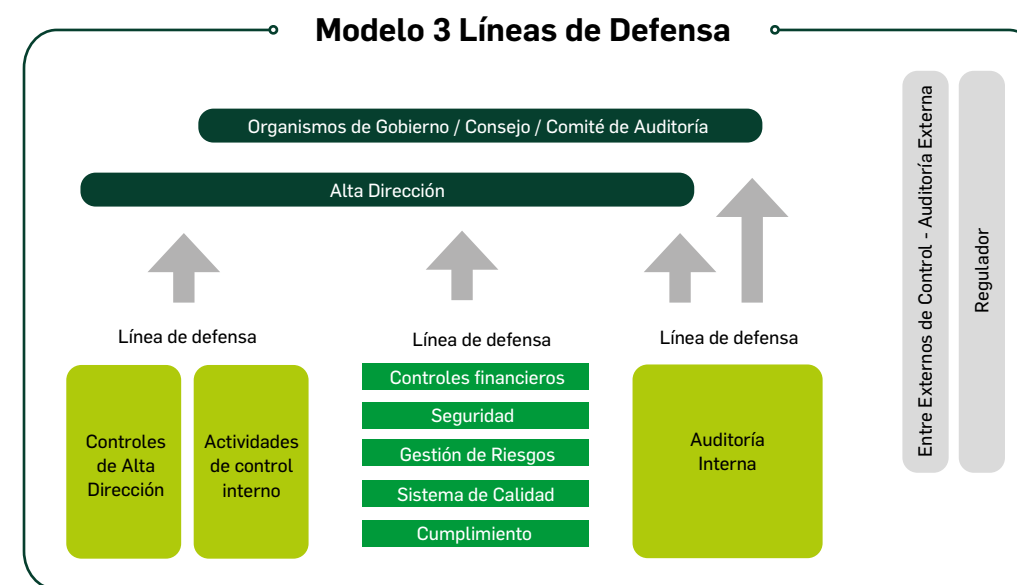 Modelo 3 Líneas de Defensa
Organismos de Gobierno / Consejo / Comité de Auditoría
Alta Dirección
Línea de defensa
Controles
de Alta
Dirección
Actividades
de control
interno
Línea de defensa
Controles financieros
Seguridad
Gestión de Riesgos
Sistema de Calidad
Cumplimiento
Línea de defensa
Auditoría
Interna
Entre Externos de Control - Auditoría Externa
Regulador